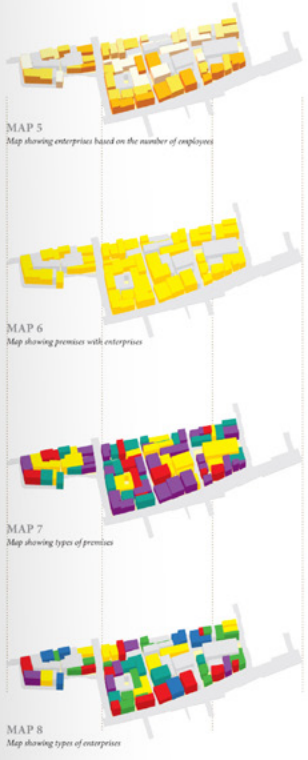 MAP 5
Map showing enterprises based on the number of employees
MAP 6
Map showing premises with enterprises
MAP 7
Map showing types of premises
MAP 8
Map showing types of enterprises